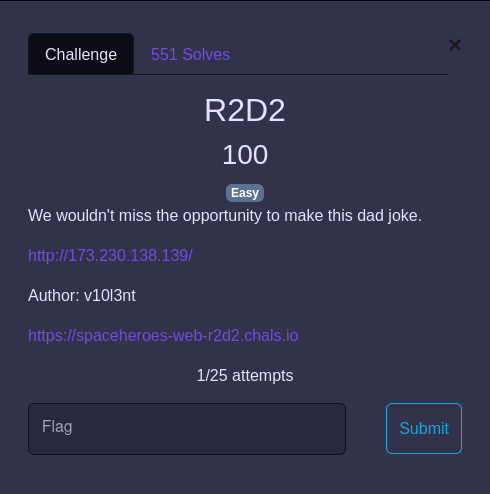 Challenge
551 Solves
×
R2D2
100
Easy
We wouldn't miss the opportunity to make this dad joke.
http://173.230.138.139/
Author: v10l3nt
https://spaceheroes-web-r2d2.chals.io
1/25 attempts
Flag
Submit